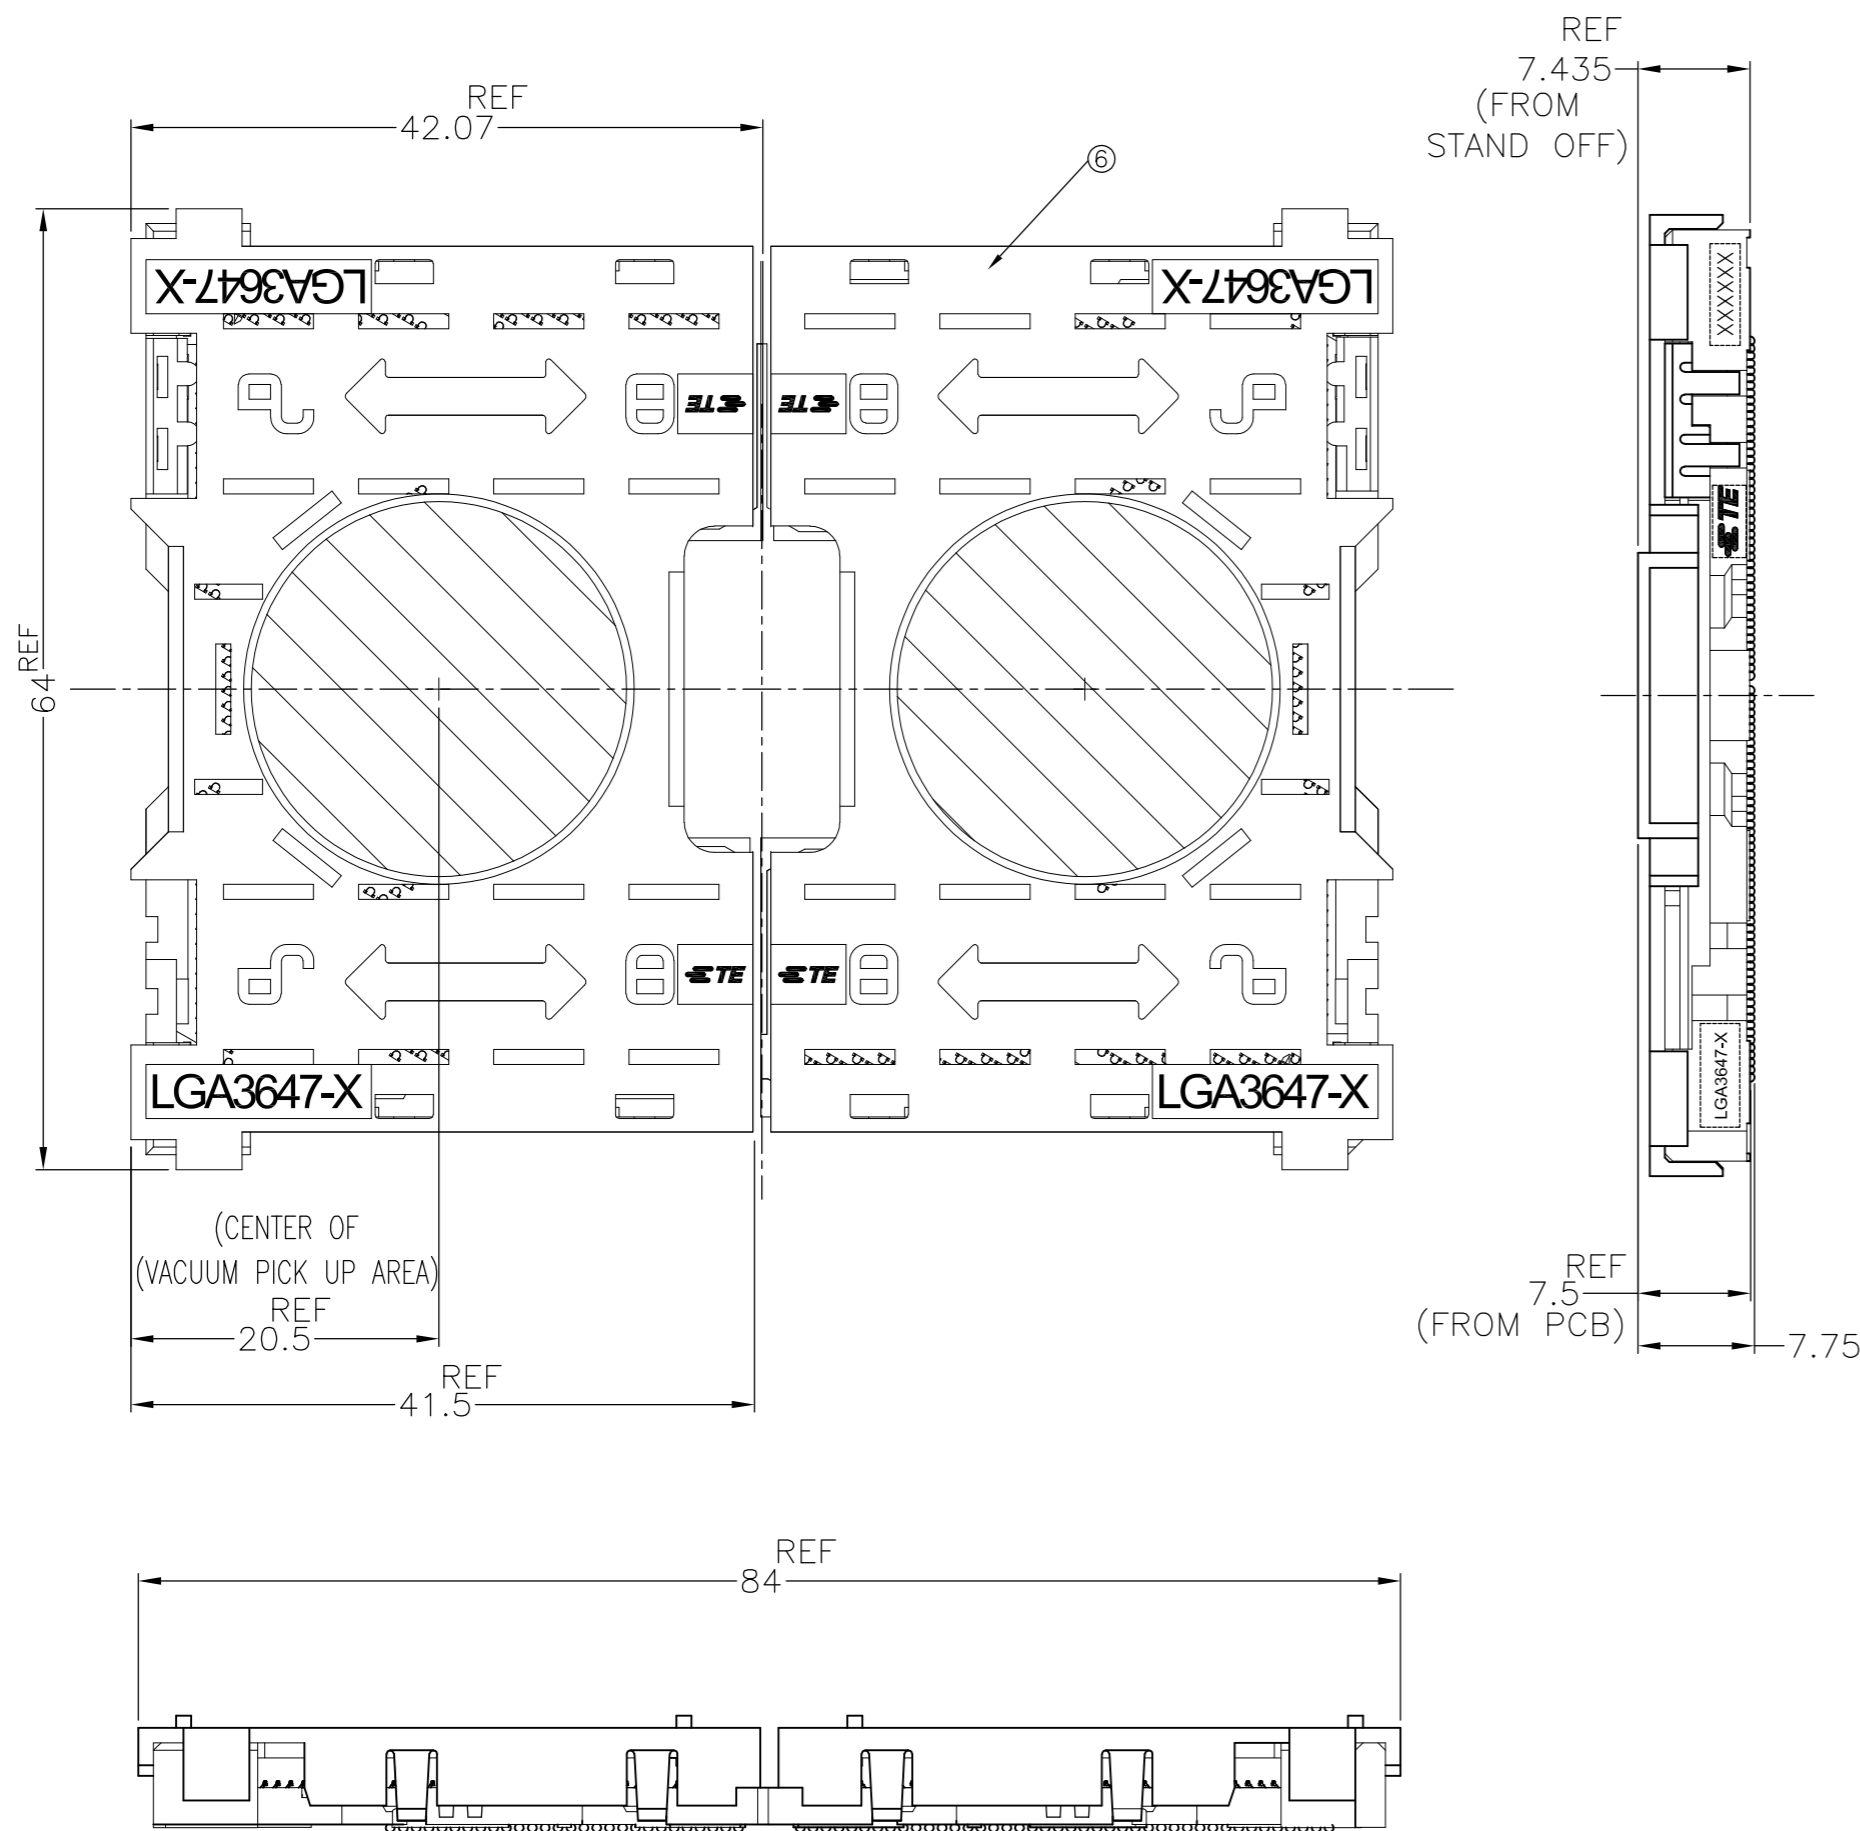 REF
7.435
(FROM
STAND OFF)
REF
42.07
6
LGA3647-X
LGA3647-X
XXXXXX
TE
TE
TE
REF
64
TE
TE
LGA3647-X
LGA3647-X
LGA3647-X
(CENTER OF
(VACUUM PICK UP AREA)
REF
20.5
REF
41.5
REF
7.5
(FROM PCB)
7.75
REF
84